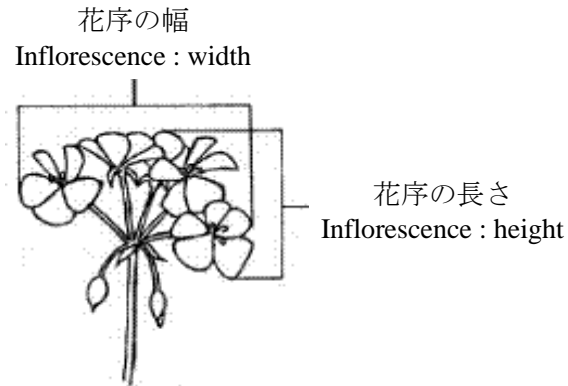 花序の幅
Inflorescence : width
花序の長さ
Inflorescence : height